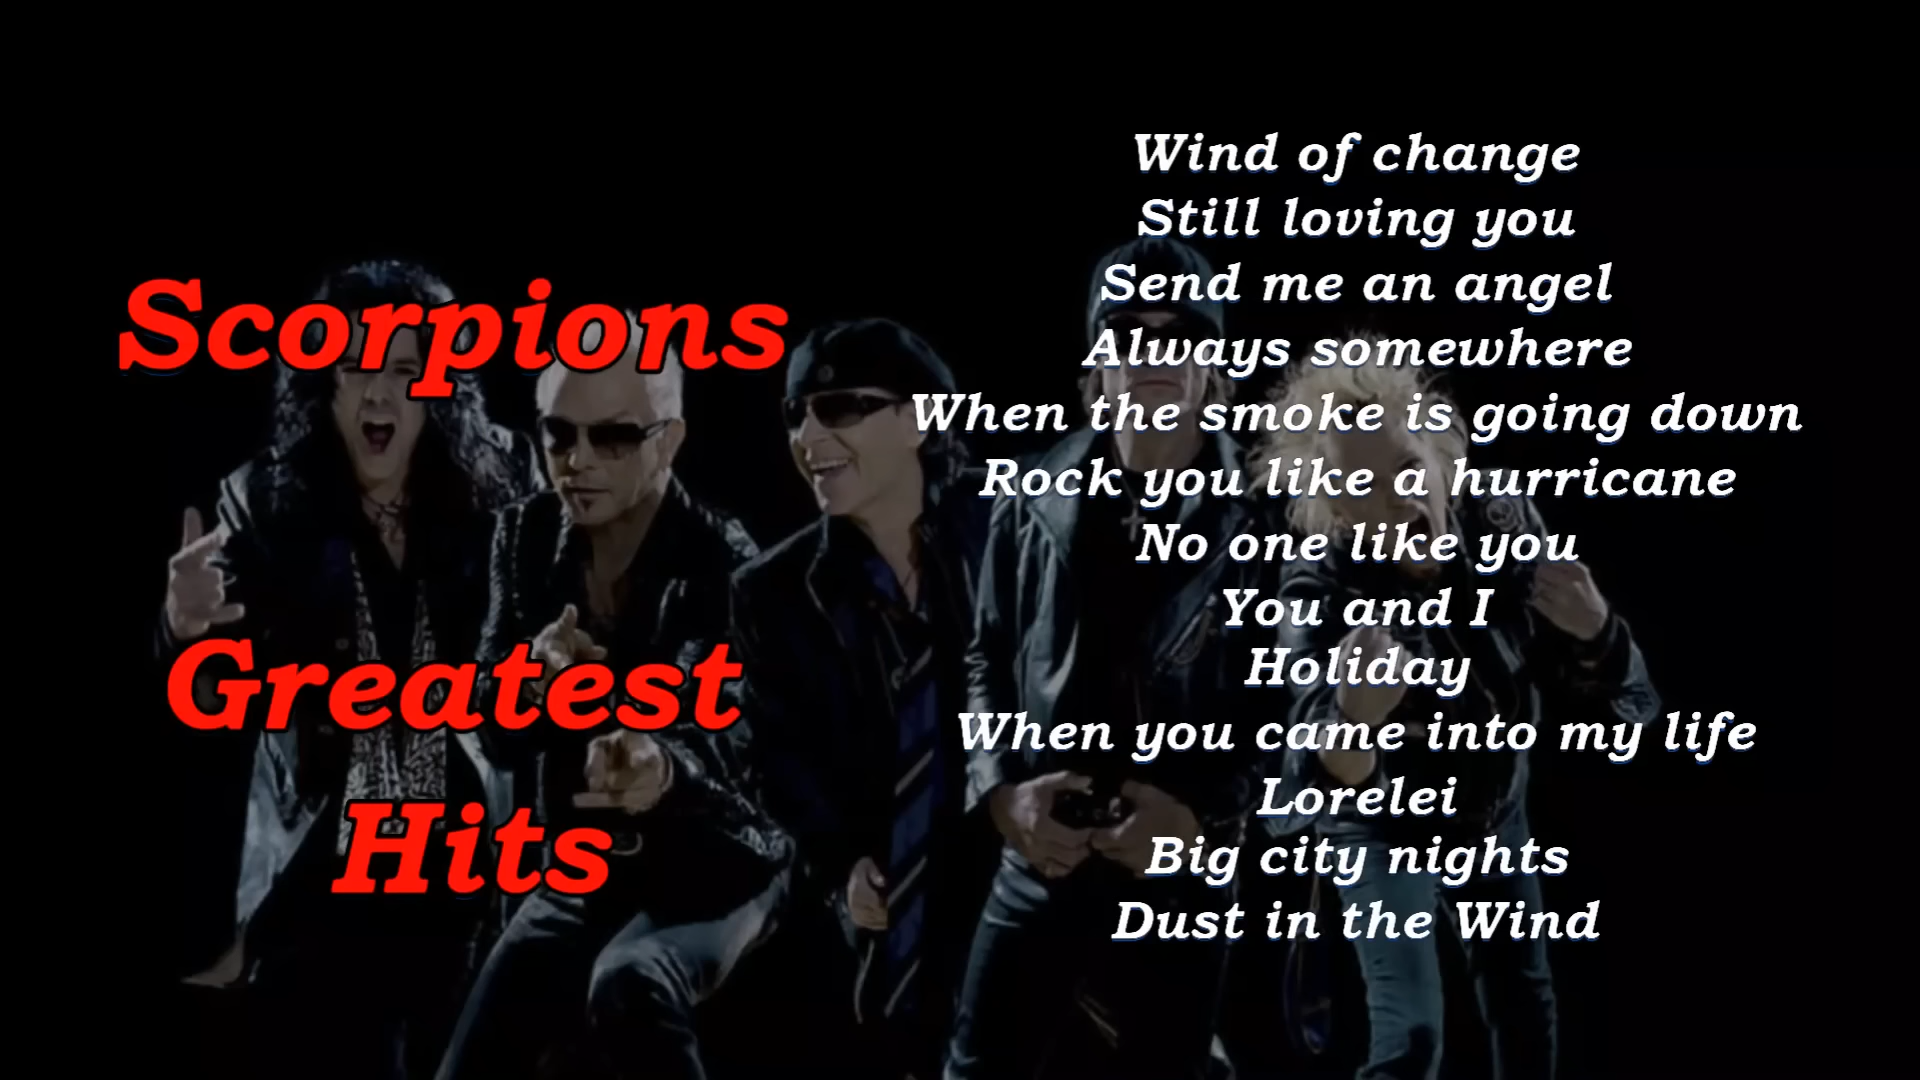 Scorpions
Greatest
Hits
Wind of change
Still loving you
Send me an angel
Always somewhere
When the smoke is going down
Rock you like a hurricane
No one like you
You and I
Holiday
When you came into my life
Lorelei
Big city nights
Dust in the Wind